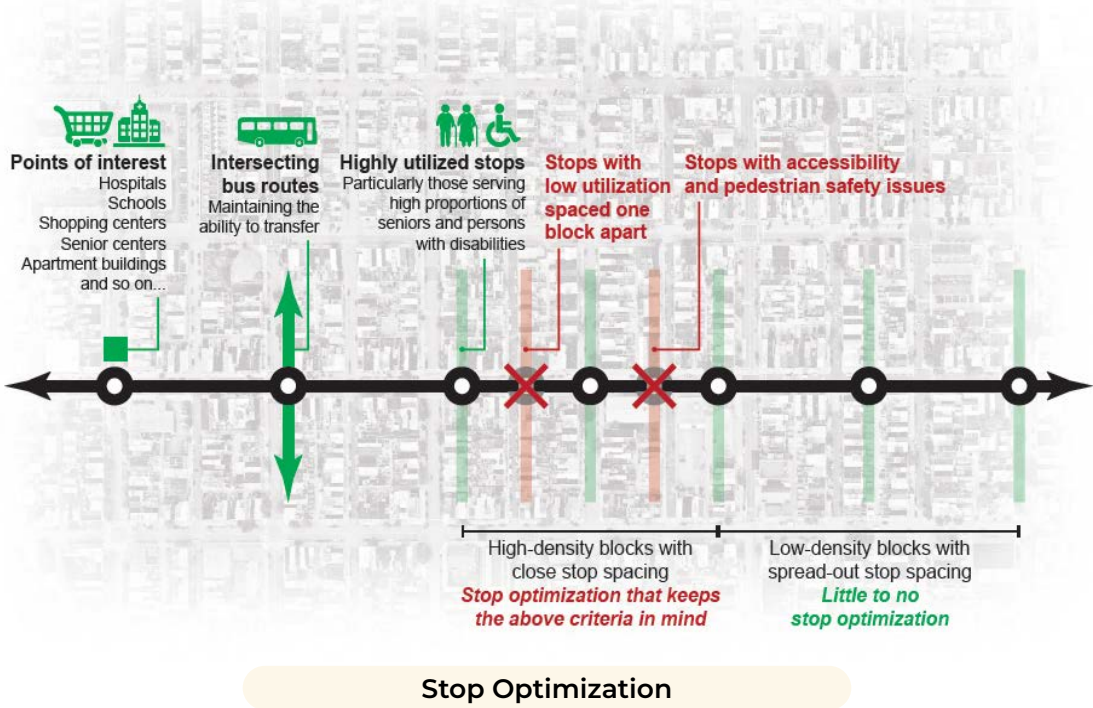 Points of interest
Hospitals
Schools
Shopping centers
Senior centers
Apartment buildings
and so on...
Intersecting
bus routes
Maintaining the
ability to transfer
Highly utilized stops
Particularly those serving
high proportions of
seniors and persons
with disabilities
Stops with
low utilization
spaced one
block apart
Stops with accessibility
and pedestrian safety issues
High-density blocks with
close stop spacing
Stop optimization that keeps
the above criteria in mind
Low-density blocks with
spread-out stop spacing
Little to no
stop optimization
Stop Optimization